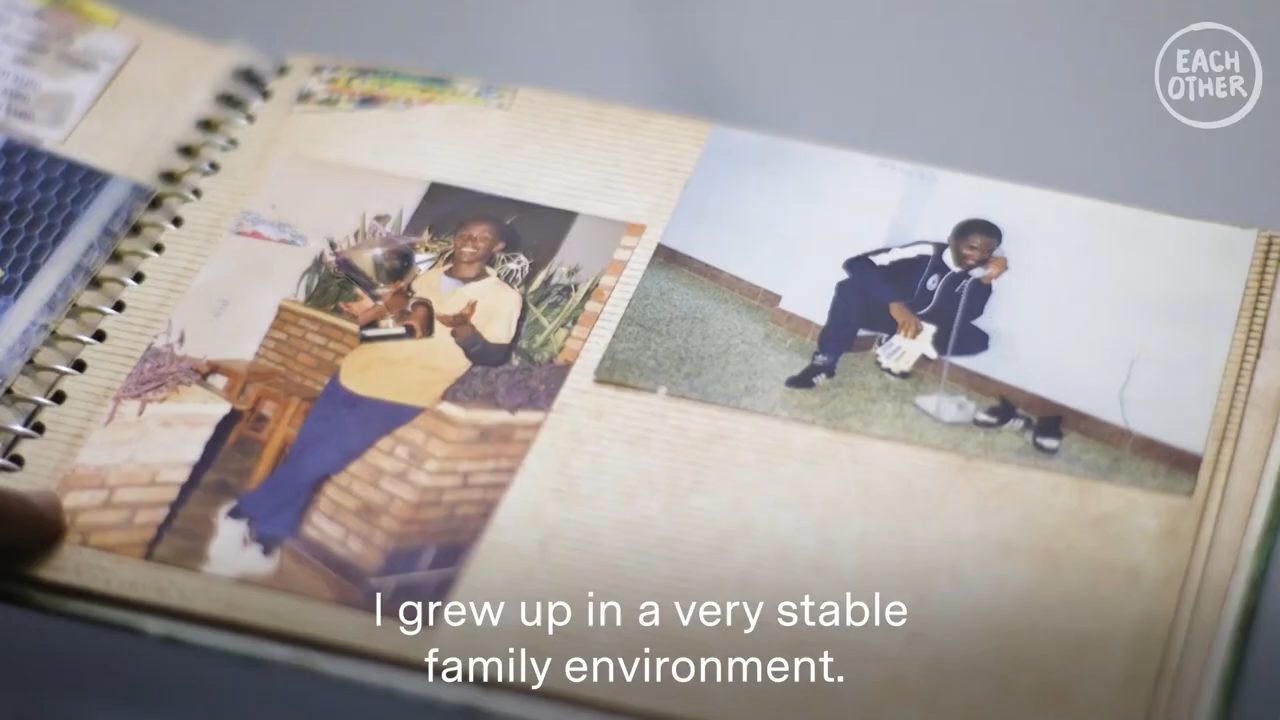 EACH
OTHER
I grew up in a very stable
family environment.